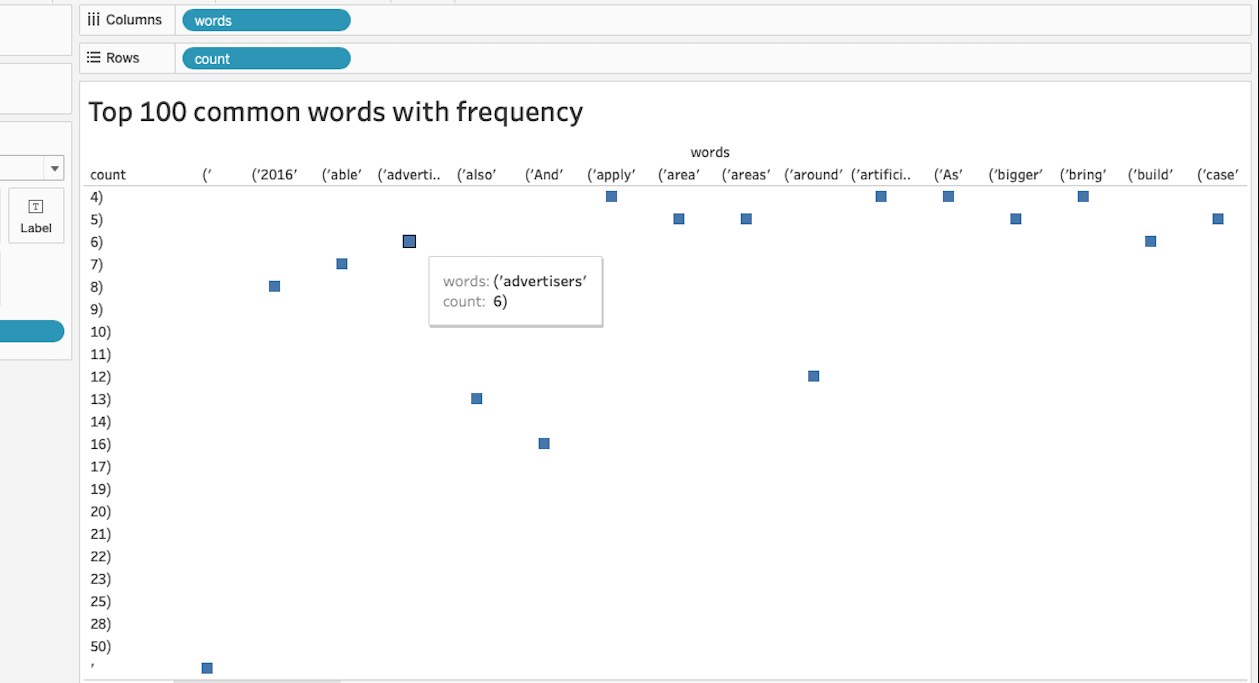 Columns words
Rows count
Top 100 common words with frequency
words
count (’ (’2016’ (’able’ (’adverti.. (’also’ (’And’ (’apply’ (’area’ (’areas’ (’around’ (’artifici.. (’As’ (’bigger’ (’bring’ (’build’ (’case’
4)
5)
Label
6)
7)
words: (’advertisers’
8)
count: 6)
9)
10)
11)
12)
13)
14)
16)
17)
19)
20)
21)
22)
23)
25)
28)
50)
’